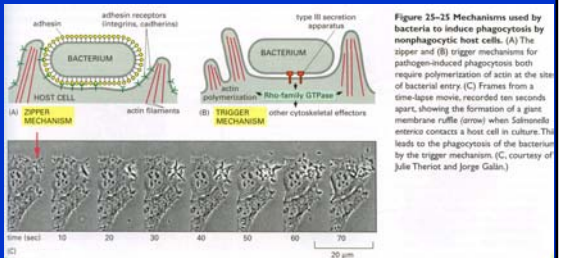 adhesin
adhesin receptors
(integrins, cadherins)
BACTERIUM
HOST CELL
actin filaments
(A) ZIPPER
MECHANISM
type III secretion
apparatus
BACTERIUM
actin
polymerization
Rho-family GTPase
(B) TRIGGER
MECHANISM
other cytoskeletal effectors
time (sec) 10 20 30 40 50 60 70
(C)
20 μm
Figure 25–25 Mechanisms used by
bacteria to induce phagocytosis by
nonphagocytic host cells. (A) The
zipper and (B) trigger mechanisms for
pathogen-induced phagocytosis both
require polymerization of actin at the site
of bacterial entry. (C) Frames from a
time-lapse movie, recorded ten seconds
apart, showing the formation of a giant
membrane ruffle (arrow) when Salmonella
enterica contacts a host cell in culture. Thi
leads to the phagocytosis of the bacterium
by the trigger mechanism. (C, courtesy of
Julie Theriot and Jorge Galán.)